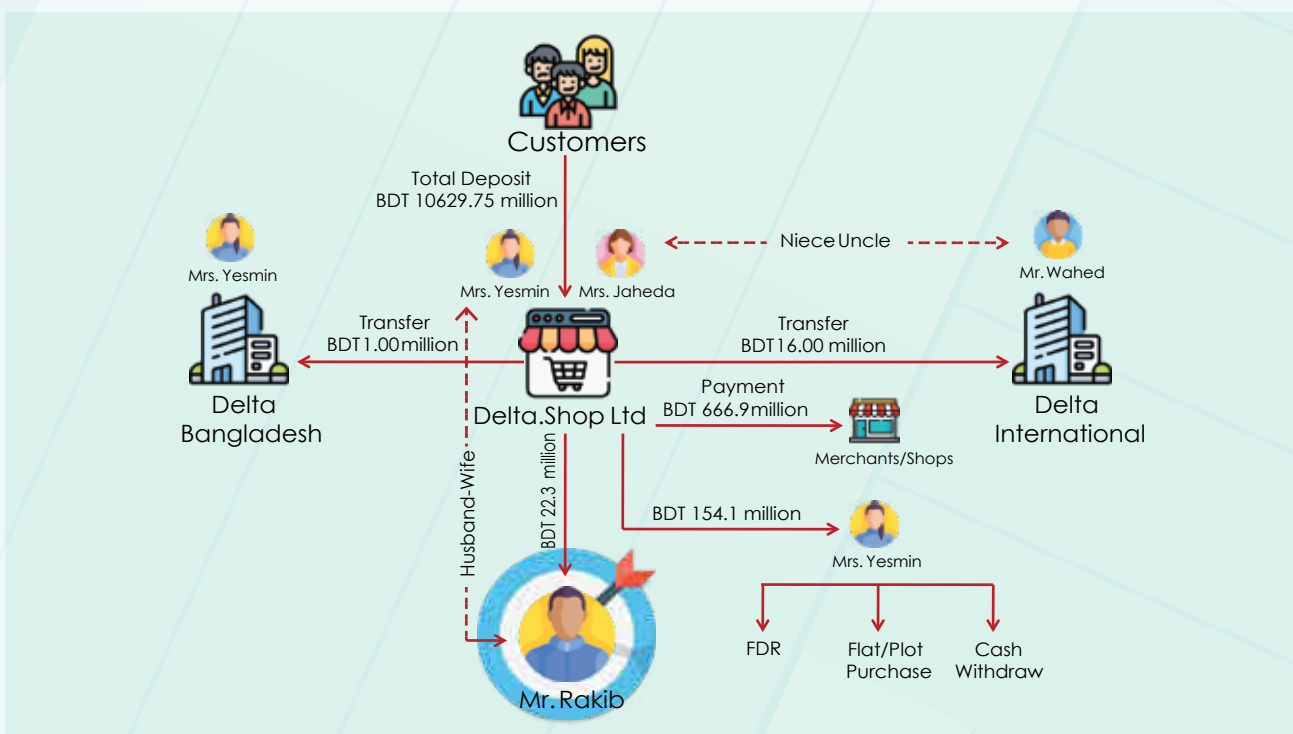 Customers
Total Deposit
BDT 10629.75 million
Mrs. Yesmin
Mrs. Yesmin
Mrs. Jaheda
Niece Uncle
Mr. Wahed
Transfer
BDT 1.00 million
Transfer
BDT 16.00 million
Delta
Bangladesh
Delta.Shop Ltd
Delta
International
Payment
BDT 666.9 million
Merchants/Shops
Husband-Wife
BDT 22.3 million
BDT 154.1 million
Mrs. Yesmin
FDR
Flat/Plot
Purchase
Cash
Withdraw
Mr. Rakib